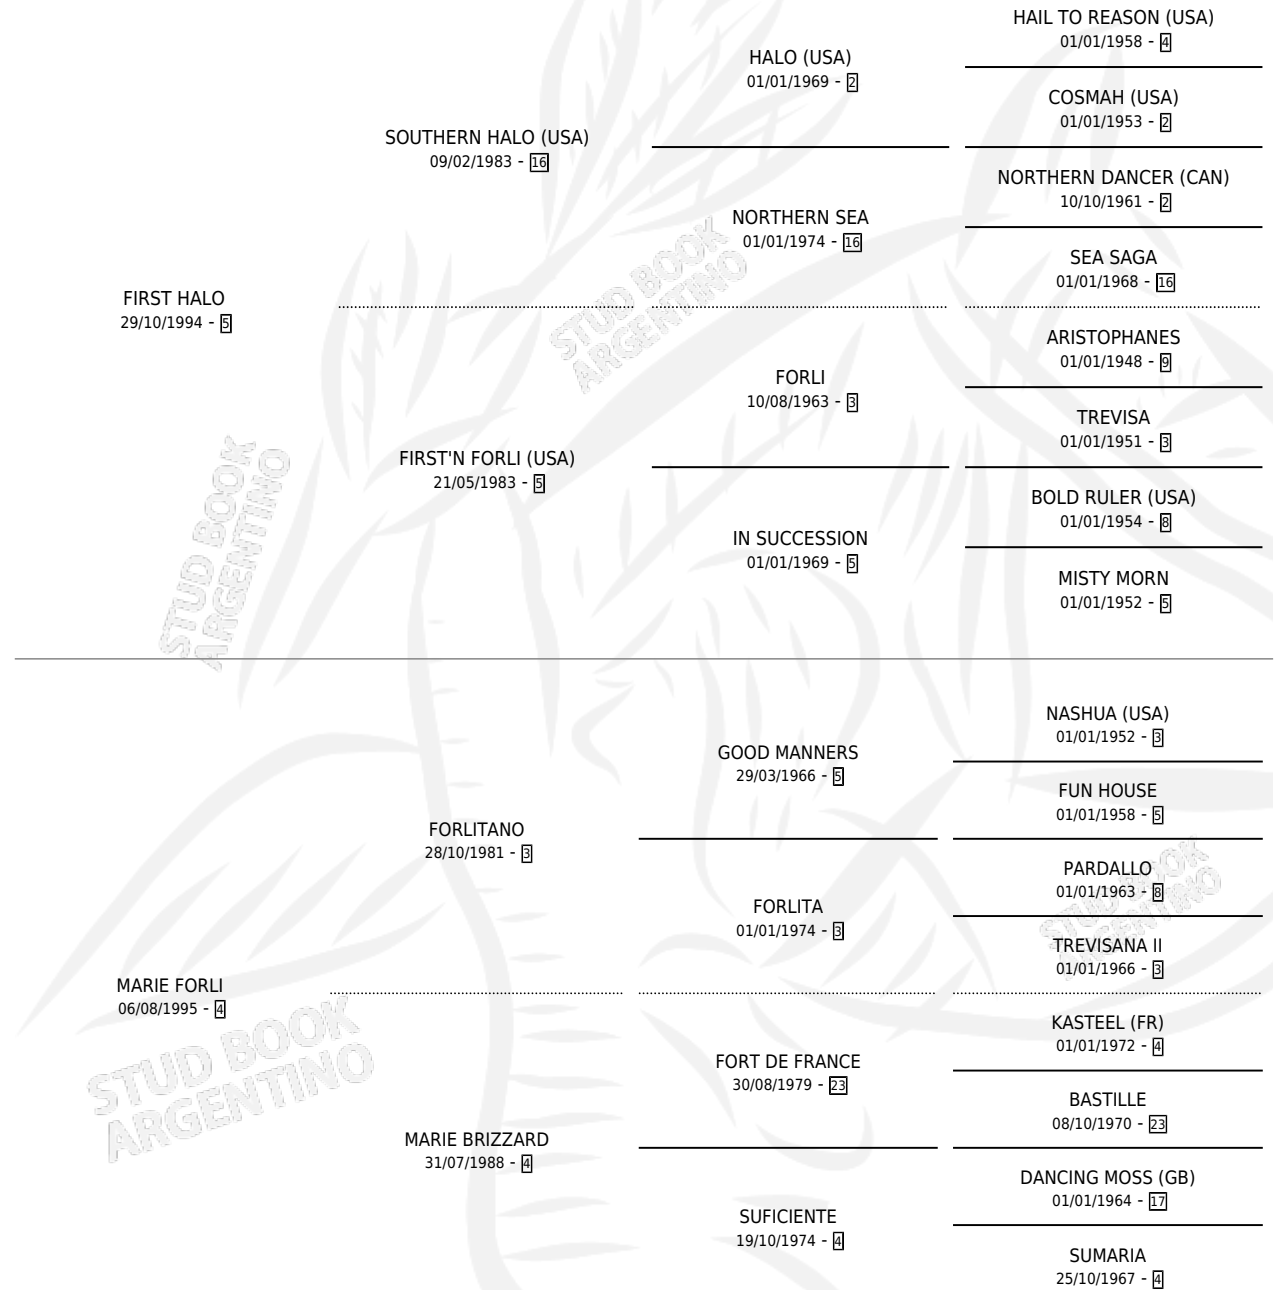 HAIL TO REASON (USA)
01/01/1958 - 4
HALO (USA)
01/01/1969 - 2
COSMAH (USA)
01/01/1953 - 2
SOUTHERN HALO (USA)
09/02/1983 - 16
NORTHERN DANCER (CAN)
10/10/1961 - 2
NORTHERN SEA
01/01/1974 - 16
SEA SAGA
01/01/1968 - 16
FIRST HALO
29/10/1994 - 5
ARISTOPHANES
01/01/1948 - 9
FORLI
10/08/1963 - 3
TREVISA
01/01/1951 - 3
FIRST'N FORLI (USA)
21/05/1983 - 5
BOLD RULER (USA)
01/01/1954 - 8
IN SUCCESSION
01/01/1969 - 5
MISTY MORN
01/01/1952 - 5
STUD BOOK
ARGENTINO
STUD BOOK
ARGENTINO
NASHUA (USA)
01/01/1952 - 3
GOOD MANNERS
29/03/1966 - 5
FUN HOUSE
01/01/1958 - 5
FORLITANO
28/10/1981 - 3
PARDALLO
01/01/1963 - 8
FORLITA
01/01/1974 - 3
TREVISANA II
01/01/1966 - 3
MARIE FORLI
06/08/1995 - 4
KASTEEL (FR)
01/01/1972 - 4
FORT DE FRANCE
30/08/1979 - 23
BASTILLE
08/10/1970 - 23
MARIE BRIZZARD
31/07/1988 - 4
DANCING MOSS (GB)
01/01/1964 - 17
SUFICIENTE
19/10/1974 - 4
SUMARIA
25/10/1967 - 4
STUD BOOK
ARGENTINO
STUD BOOK
ARGENTINO